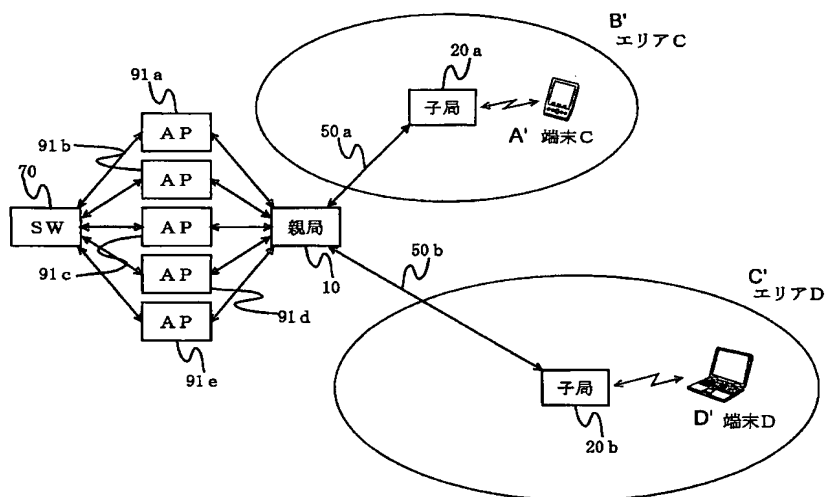 B'
エリアC
20a
子局
A' 端末C
50a
91a
AP
91b
AP
70
SW
AP
親局
10
91c
AP
91d
AP
91e
50b
C'
エリアD
子局
20b
D' 端末D